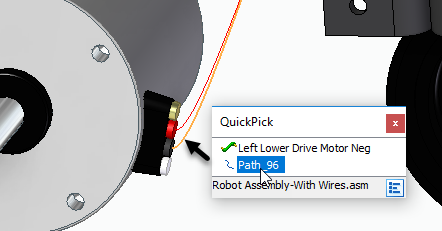 QuickPick
Left Lower Drive Motor Neg
Path_96
Robot Assembly-With Wires.asm